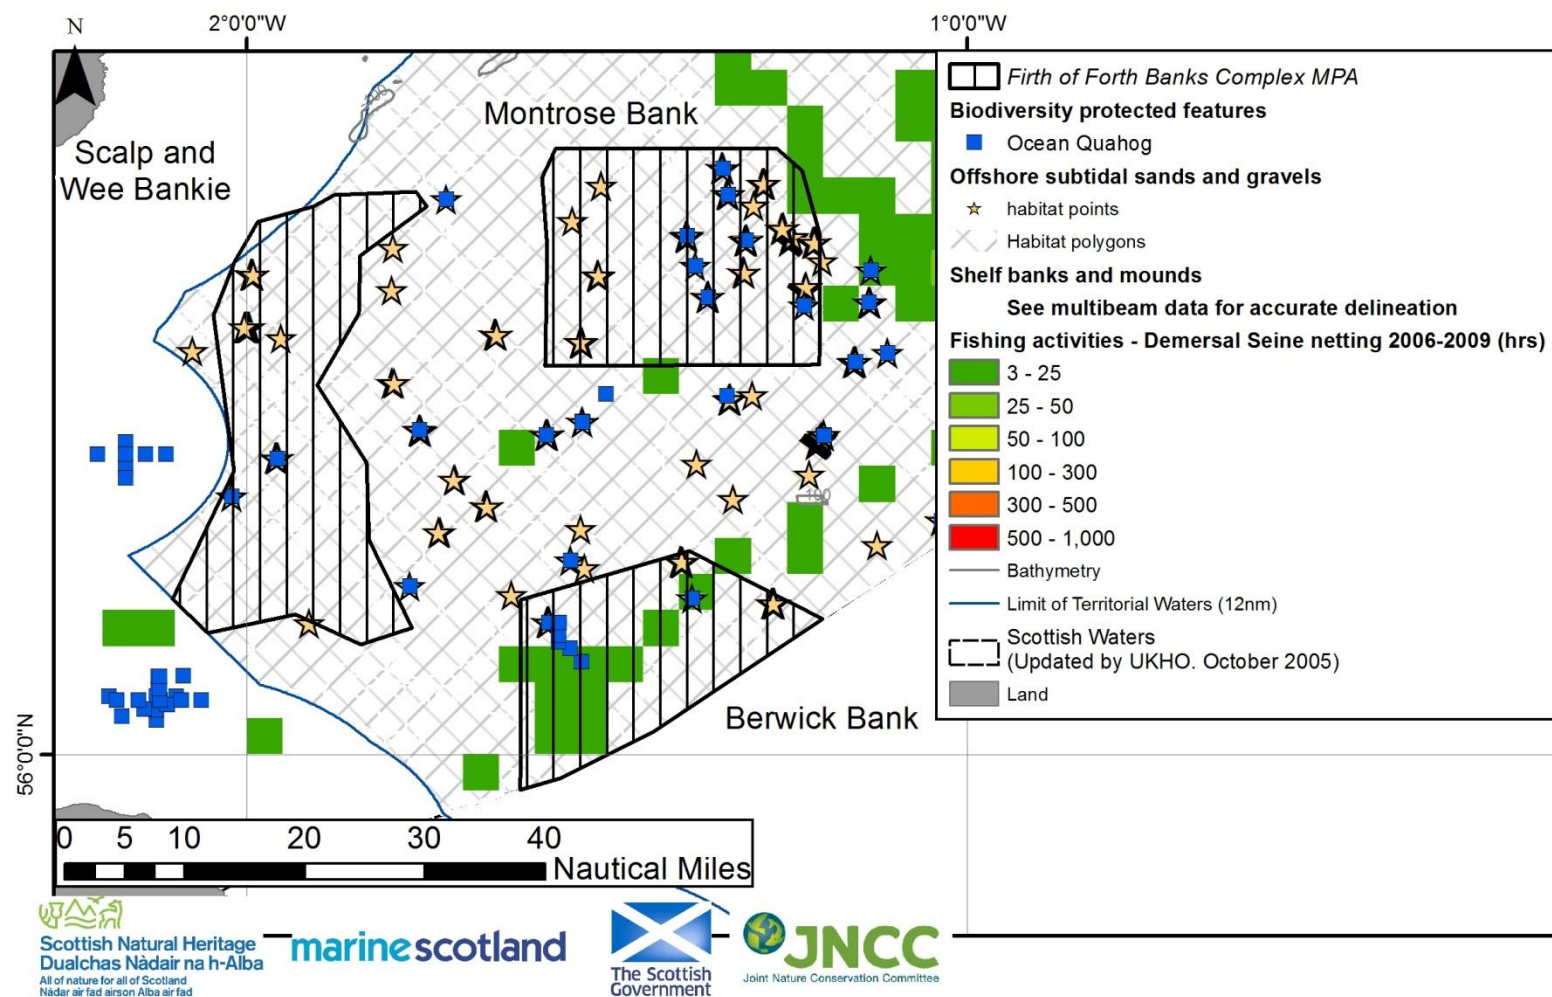 N
2°0'0"W
1°0'0"W
Montrose Bank
Scalp and
Wee Bankie
Berwick Bank
56°0'0"N
100
Firth of Forth Banks Complex MPA
Biodiversity protected features
Ocean Quahog
Offshore subtidal sands and gravels
habitat points
Habitat polygons
Shelf banks and mounds
See multibeam data for accurate delineation
Fishing activities - Demersal Seine netting 2006-2009 (hrs)
3 - 25
25 - 50
50 - 100
100 - 300
300 - 500
500 - 1,000
Bathymetry
Limit of Territorial Waters (12nm)
Scottish Waters
(Updated by UKHO. October 2005)
Land
0 5 10 20 30 40
Nautical Miles
Scottish Natural Heritage
Dualchas Nàdair na h-Alba
All of nature for all of Scotland
Nàdar air fad airson Alba air fad
marinescotland
The Scottish
Government
JNCC
Joint Nature Conservation Committee